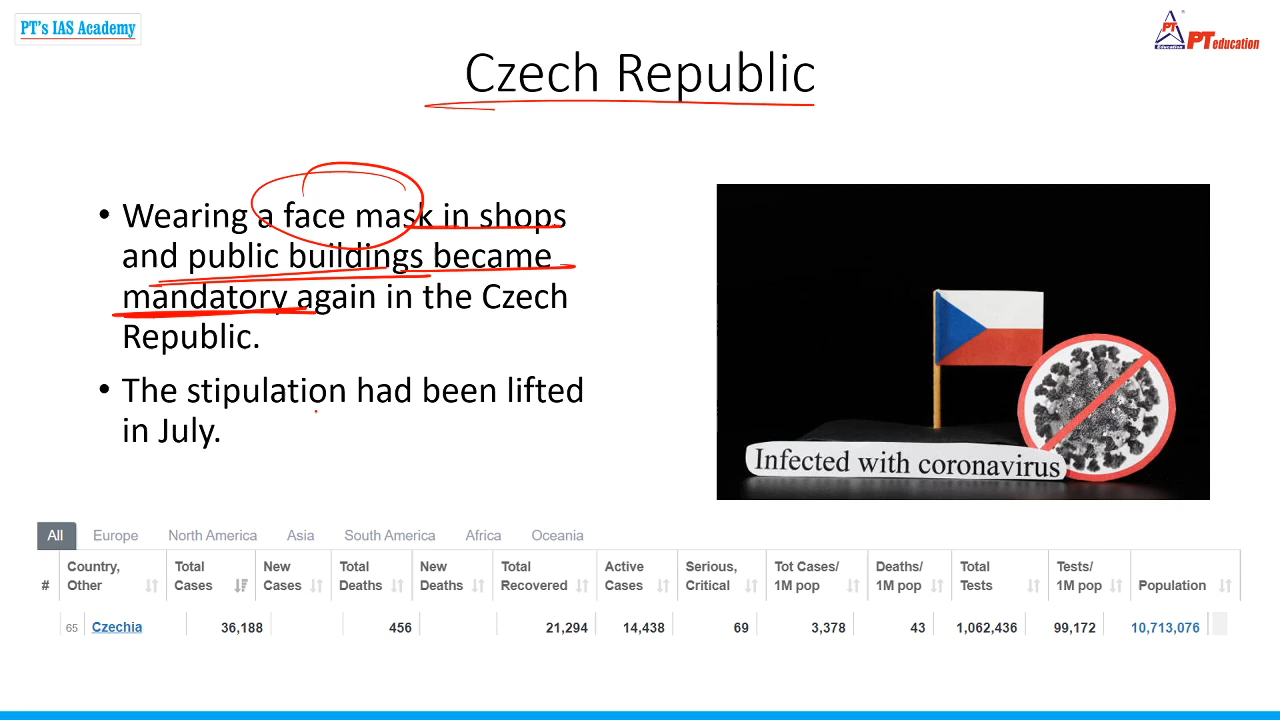 PT's IAS Academy
PT
Education
PT education
Czech Republic
• Wearing a face mask in shops
and public buildings became
mandatory again in the Czech
Republic.
• The stipulation had been lifted
in July.
Infected with coronavirus
All Europe North America Asia South America Africa Oceania
# Country, Other Total Cases New Cases Total Deaths New Deaths Total Recovered Active Cases Serious, Critical Tot Cases/ 1M pop Deaths/ 1M pop Total Tests Tests/ 1M pop Population
65 Czechia 36,188 456 21,294 14,438 69 3,378 43 1,062,436 99,172 10,713,076